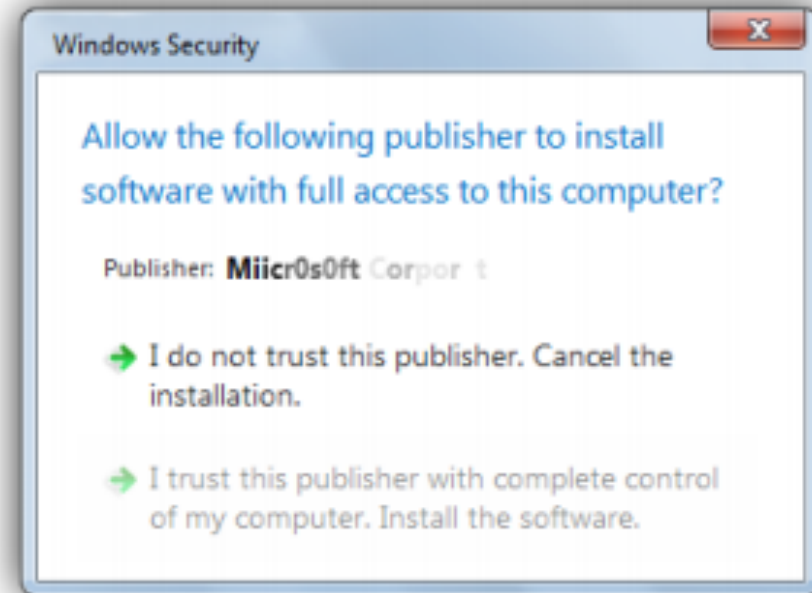 Windows Security
Allow the following publisher to install
software with full access to this computer?
Publisher: Miicr0s0ft Corpor t
I do not trust this publisher. Cancel the
installation.
I trust this publisher with complete control
of my computer. Install the software.